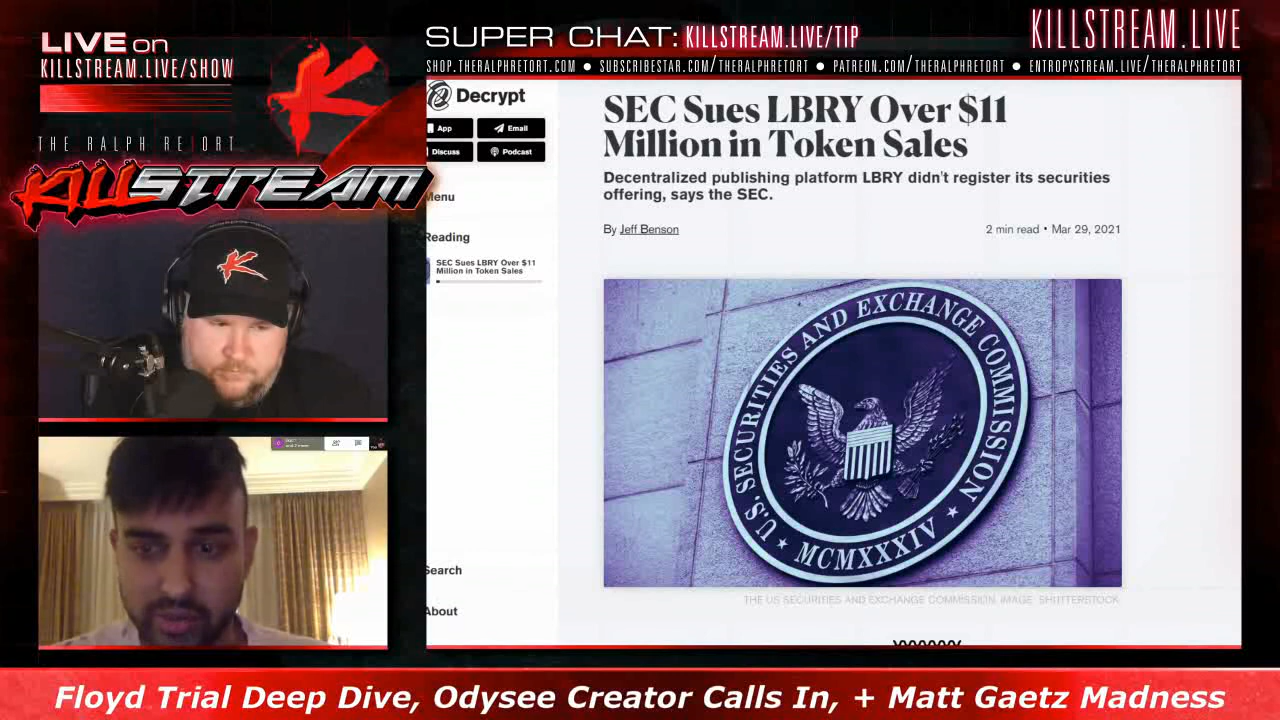 LIVE on
KILLSTREAM.LIVE/SHOW
THE RALPH RETORT
KILLSTREAM
SUPER CHAT: KILLSTREAM.LIVE/TIP
KILLSTREAM.LIVE
SHOP.THERALPHRETORT.COM ● SUBSCRIBESTAR.COM/THERALPHRETORT ● PATREON.COM/THERALPHRETORT ● ENTROPYSTREAM.LIVE/THERALPHRETORT
Decrypt
App
Email
Discuss
Podcast
Menu
Reading
SEC Sues LBRY Over $11
Million in Token Sales
Search
About
SEC Sues LBRY Over $11
Million in Token Sales
Decentralized publishing platform LBRY didn't register its securities
offering, says the SEC.
By Jeff Benson
2 min read • Mar 29, 2021
U.S. SECURITIES AND EXCHANGE COMMISSION
MCMXXXIV
THE US SECURITIES AND EXCHANGE COMMISSION. IMAGE: SHUTTERSTOCK
Floyd Trial Deep Dive, Odysee Creator Calls In, + Matt Gaetz Madness